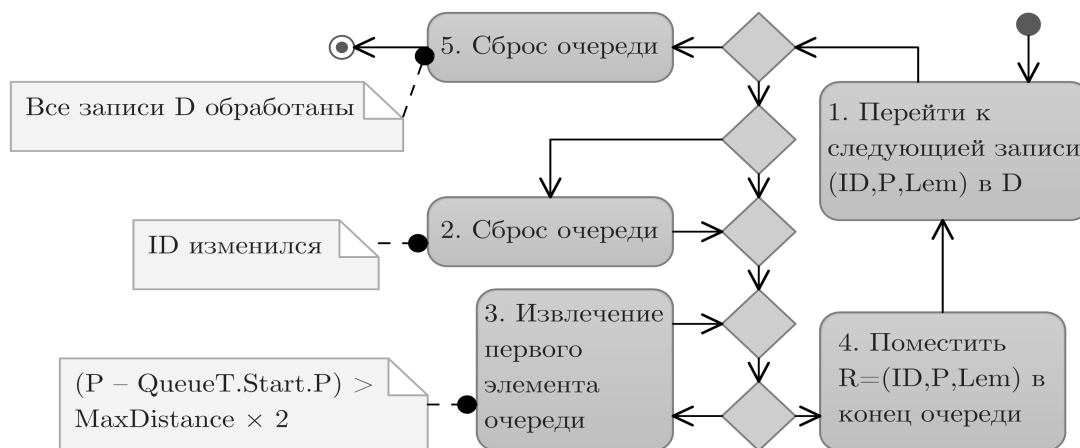 5. Сброс очереди
Все записи D обработаны
1. Перейти к
следующией записи
(ID,P,Lem) в D
ID изменился
2. Сброс очереди
3. Извлечение
первого
элемента
очереди
(P – QueueT.Start.P) >
MaxDistance × 2
4. Поместить
R=(ID,P,Lem) в
конец очереди